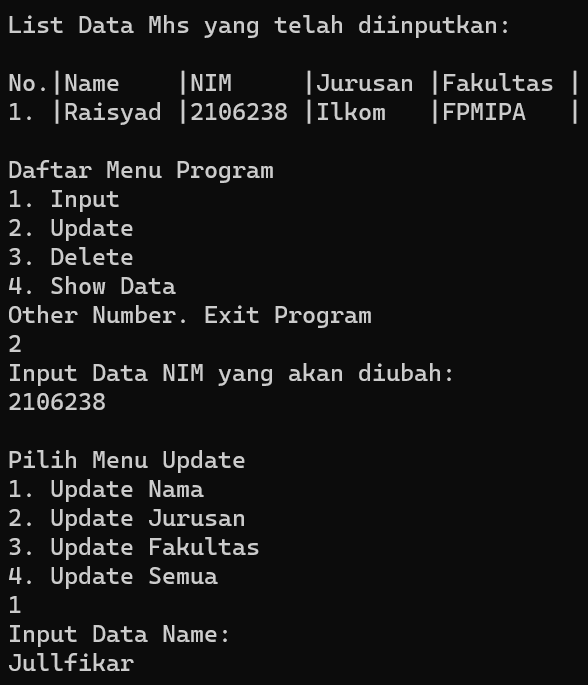 List Data Mhs yang telah diinputkan:
No.|Name    |NIM     |Jurusan |Fakultas |
1. |Raisyad |2106238 |Ilkom   |FPMIPA   |
Daftar Menu Program
1. Input
2. Update
3. Delete
4. Show Data
Other Number. Exit Program
2
Input Data NIM yang akan diubah:
2106238
Pilih Menu Update
1. Update Nama
2. Update Jurusan
3. Update Fakultas
4. Update Semua
1
Input Data Name:
Jullfikar